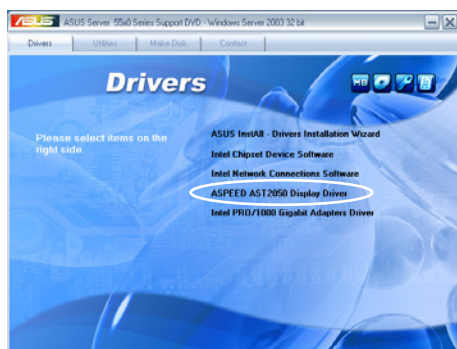 ASUS
ASUS Server 55x0 Series Support DVD - Windows Server 2003 32 bit
Drivers
Utilities
Make Disk
Contact
Drivers
Please select items on the
right side.
ASUS InstAll - Drivers Installation Wizard
Intel Chipset Device Software
Intel Network Connections Software
ASPEED AST2050 Display Driver
Intel PRO/1000 Gigabit Adapters Driver